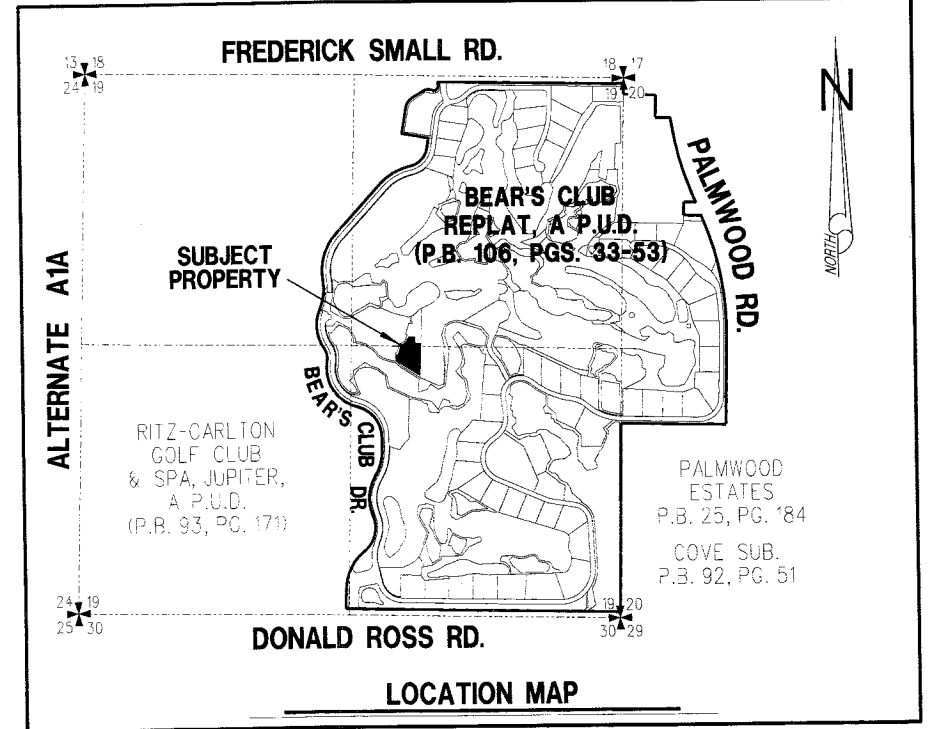 FREDERICK SMALL RD.
13 18
24 19
18 17
19 20
N
NORTH
PALMWOOD RD.
BEAR'S CLUB
REPLAT, A P.U.D.
(P.B. 106, PGS. 33-53)
SUBJECT
PROPERTY
ALTERNATE A1A
BEAR'S CLUB DR.
RITZ-CARLTON
GOLF CLUB
& SPA, JUPITER,
A P.U.D.
(P.B. 93, PG. 171)
PALMWOOD
ESTATES
P.B. 25, PG. 184
COVE SUB.
P.B. 92, PG. 51
24 19
25 30
19 20
30 29
DONALD ROSS RD.
LOCATION MAP